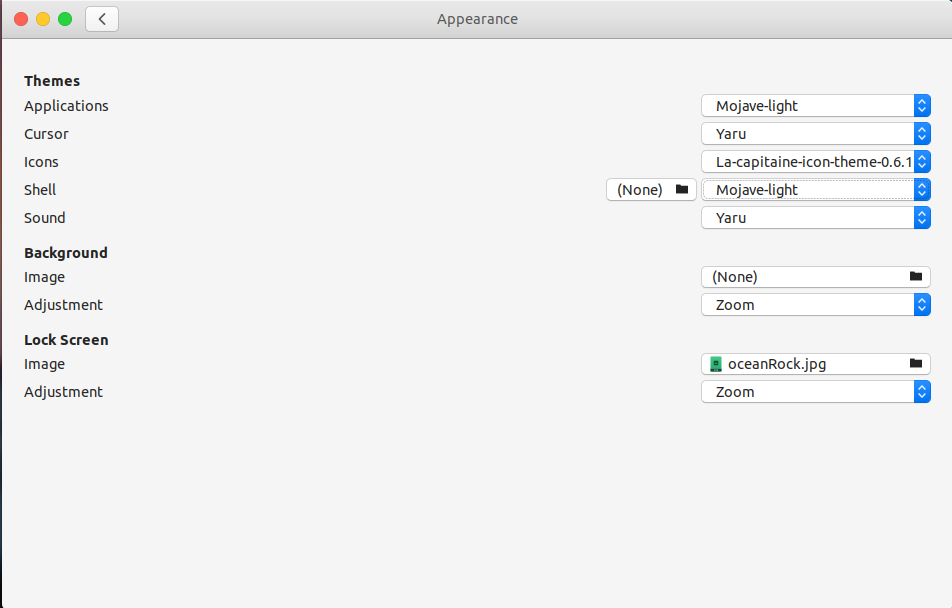 Appearance
Themes
Applications Mojave-light
Cursor Yaru
Icons La-capitaine-icon-theme-0.6.1
Shell (None) Mojave-light
Sound Yaru
Background
Image (None)
Adjustment Zoom
Lock Screen
Image oceanRock.jpg
Adjustment Zoom